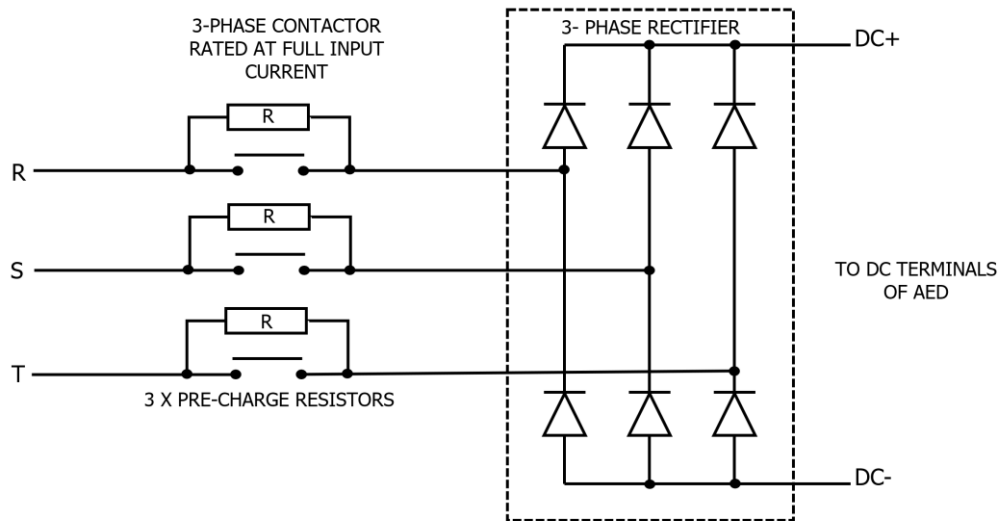 3-PHASE CONTACTOR
RATED AT FULL INPUT
CURRENT
3- PHASE RECTIFIER
DC+
R
R
R
S
R
T
TO DC TERMINALS
OF AED
3 X PRE-CHARGE RESISTORS
DC-